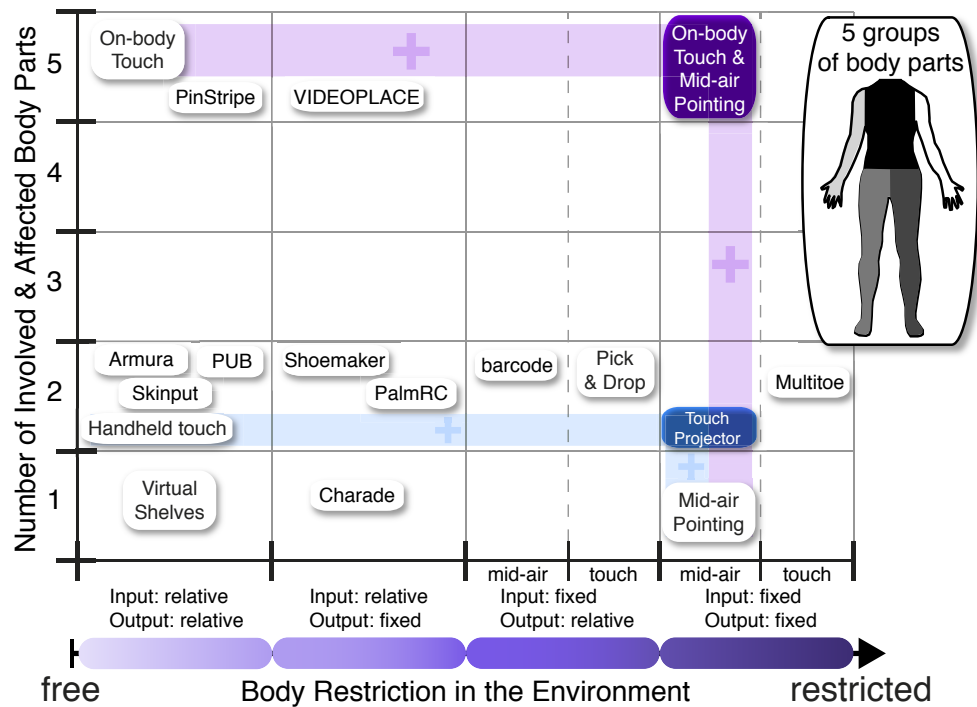 Number of Involved & Affected Body Parts
5
4
3
2
1
On-body
Touch
PinStripe
VIDEOPLACE
On-body
Touch &
Mid-air
Pointing
5 groups
of body parts
Armura
PUB
Skinput
Handheld touch
Shoemaker
PalmRC
barcode
Pick
& Drop
Touch
Projector
Multitoe
Virtual
Shelves
Charade
Mid-air
Pointing
mid-air
touch
mid-air
touch
Input: relative
Output: relative
Input: relative
Output: fixed
Input: fixed
Output: relative
Input: fixed
Output: fixed
free
Body Restriction in the Environment
restricted